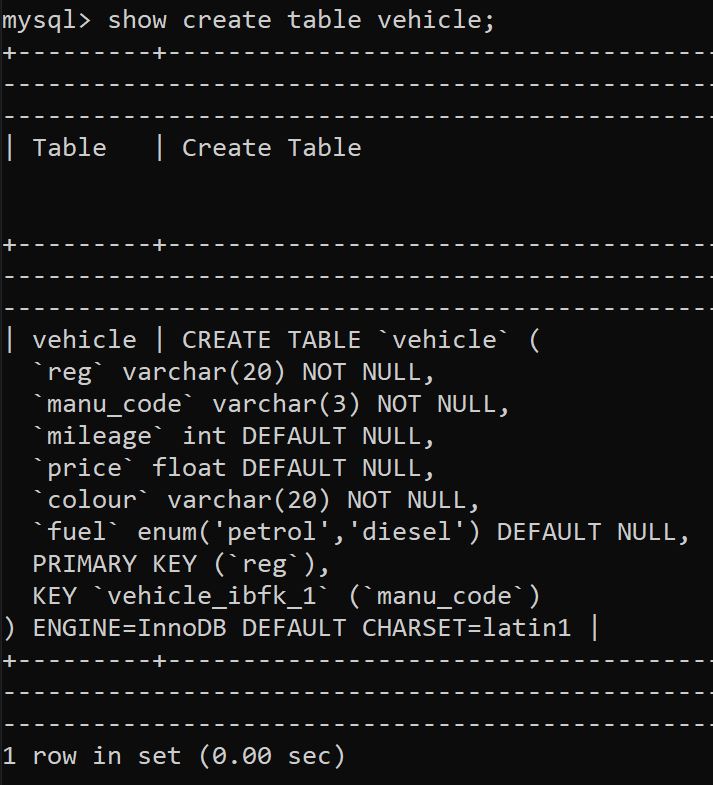 mysql> show create table vehicle;
+---------+-------------------------------------
------------------------------------------------
------------------------------------------------
| Table   | Create Table
+---------+-------------------------------------
------------------------------------------------
------------------------------------------------
| vehicle | CREATE TABLE `vehicle` (
  `reg` varchar(20) NOT NULL,
  `manu_code` varchar(3) NOT NULL,
  `mileage` int DEFAULT NULL,
  `price` float DEFAULT NULL,
  `colour` varchar(20) NOT NULL,
  `fuel` enum('petrol','diesel') DEFAULT NULL,
  PRIMARY KEY (`reg`),
  KEY `vehicle_ibfk_1` (`manu_code`)
) ENGINE=InnoDB DEFAULT CHARSET=latin1 |
+---------+-------------------------------------
------------------------------------------------
------------------------------------------------
1 row in set (0.00 sec)